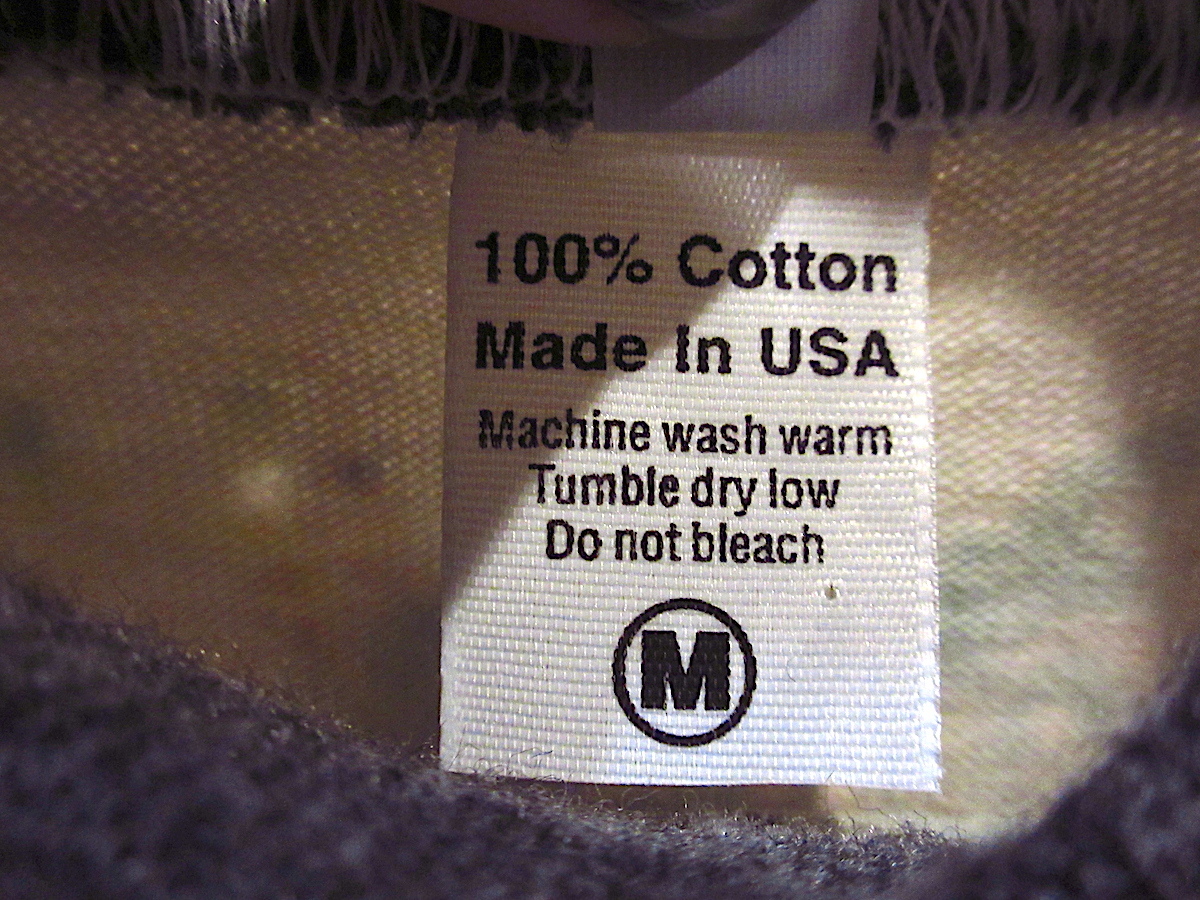 100% Cotton
Made In USA
Machine wash warm
Tumble dry low
Do not bleach
M